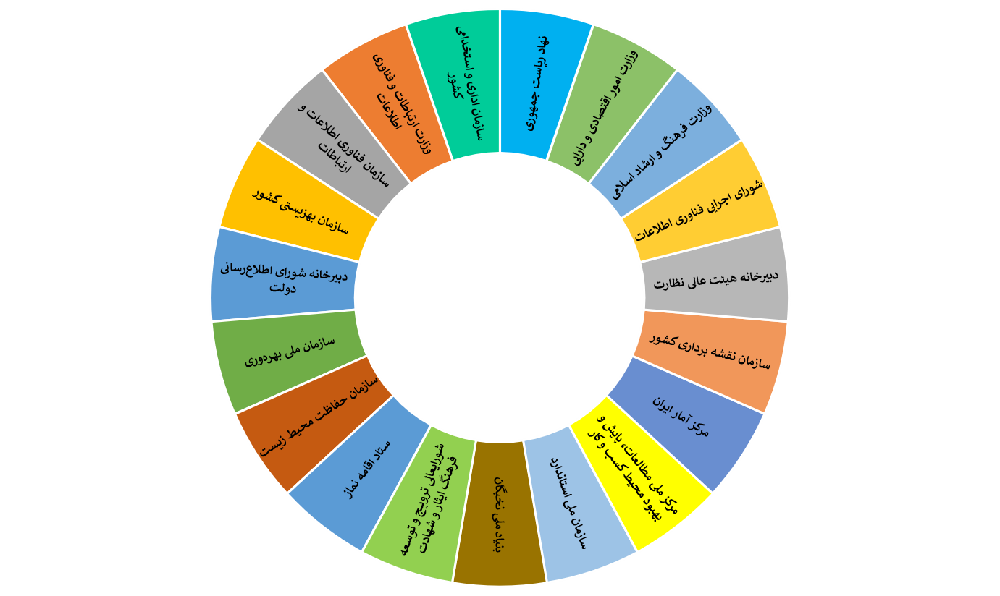 نهاد ریاست جمهوری
وزارت امور اقتصادی و دارایی
وزارت فرهنگ و ارشاد اسلامی
شورای اجرایی فناوری اطلاعات
دبیرخانه هیئت عالی نظارت
سازمان نقشه برداری کشور
مرکز آمار ایران
مرکز ملی مطالعات، پایش و
بهبود محیط کسب و کار
سازمان ملی استاندارد
بنیاد ملی نخبگان
شورایعالی ترویج و توسعه
فرهنگ ایثار و شهادت
ستاد اقامه نماز
سازمان حفاظت محیط زیست
سازمان ملی بهره‌وری
دبیرخانه شورای اطلاع‌رسانی
دولت
سازمان بهزیستی کشور
سازمان فناوری اطلاعات و
ارتباطات
وزارت ارتباطات و فناوری
اطلاعات
سازمان اداری و استخدامی
کشور